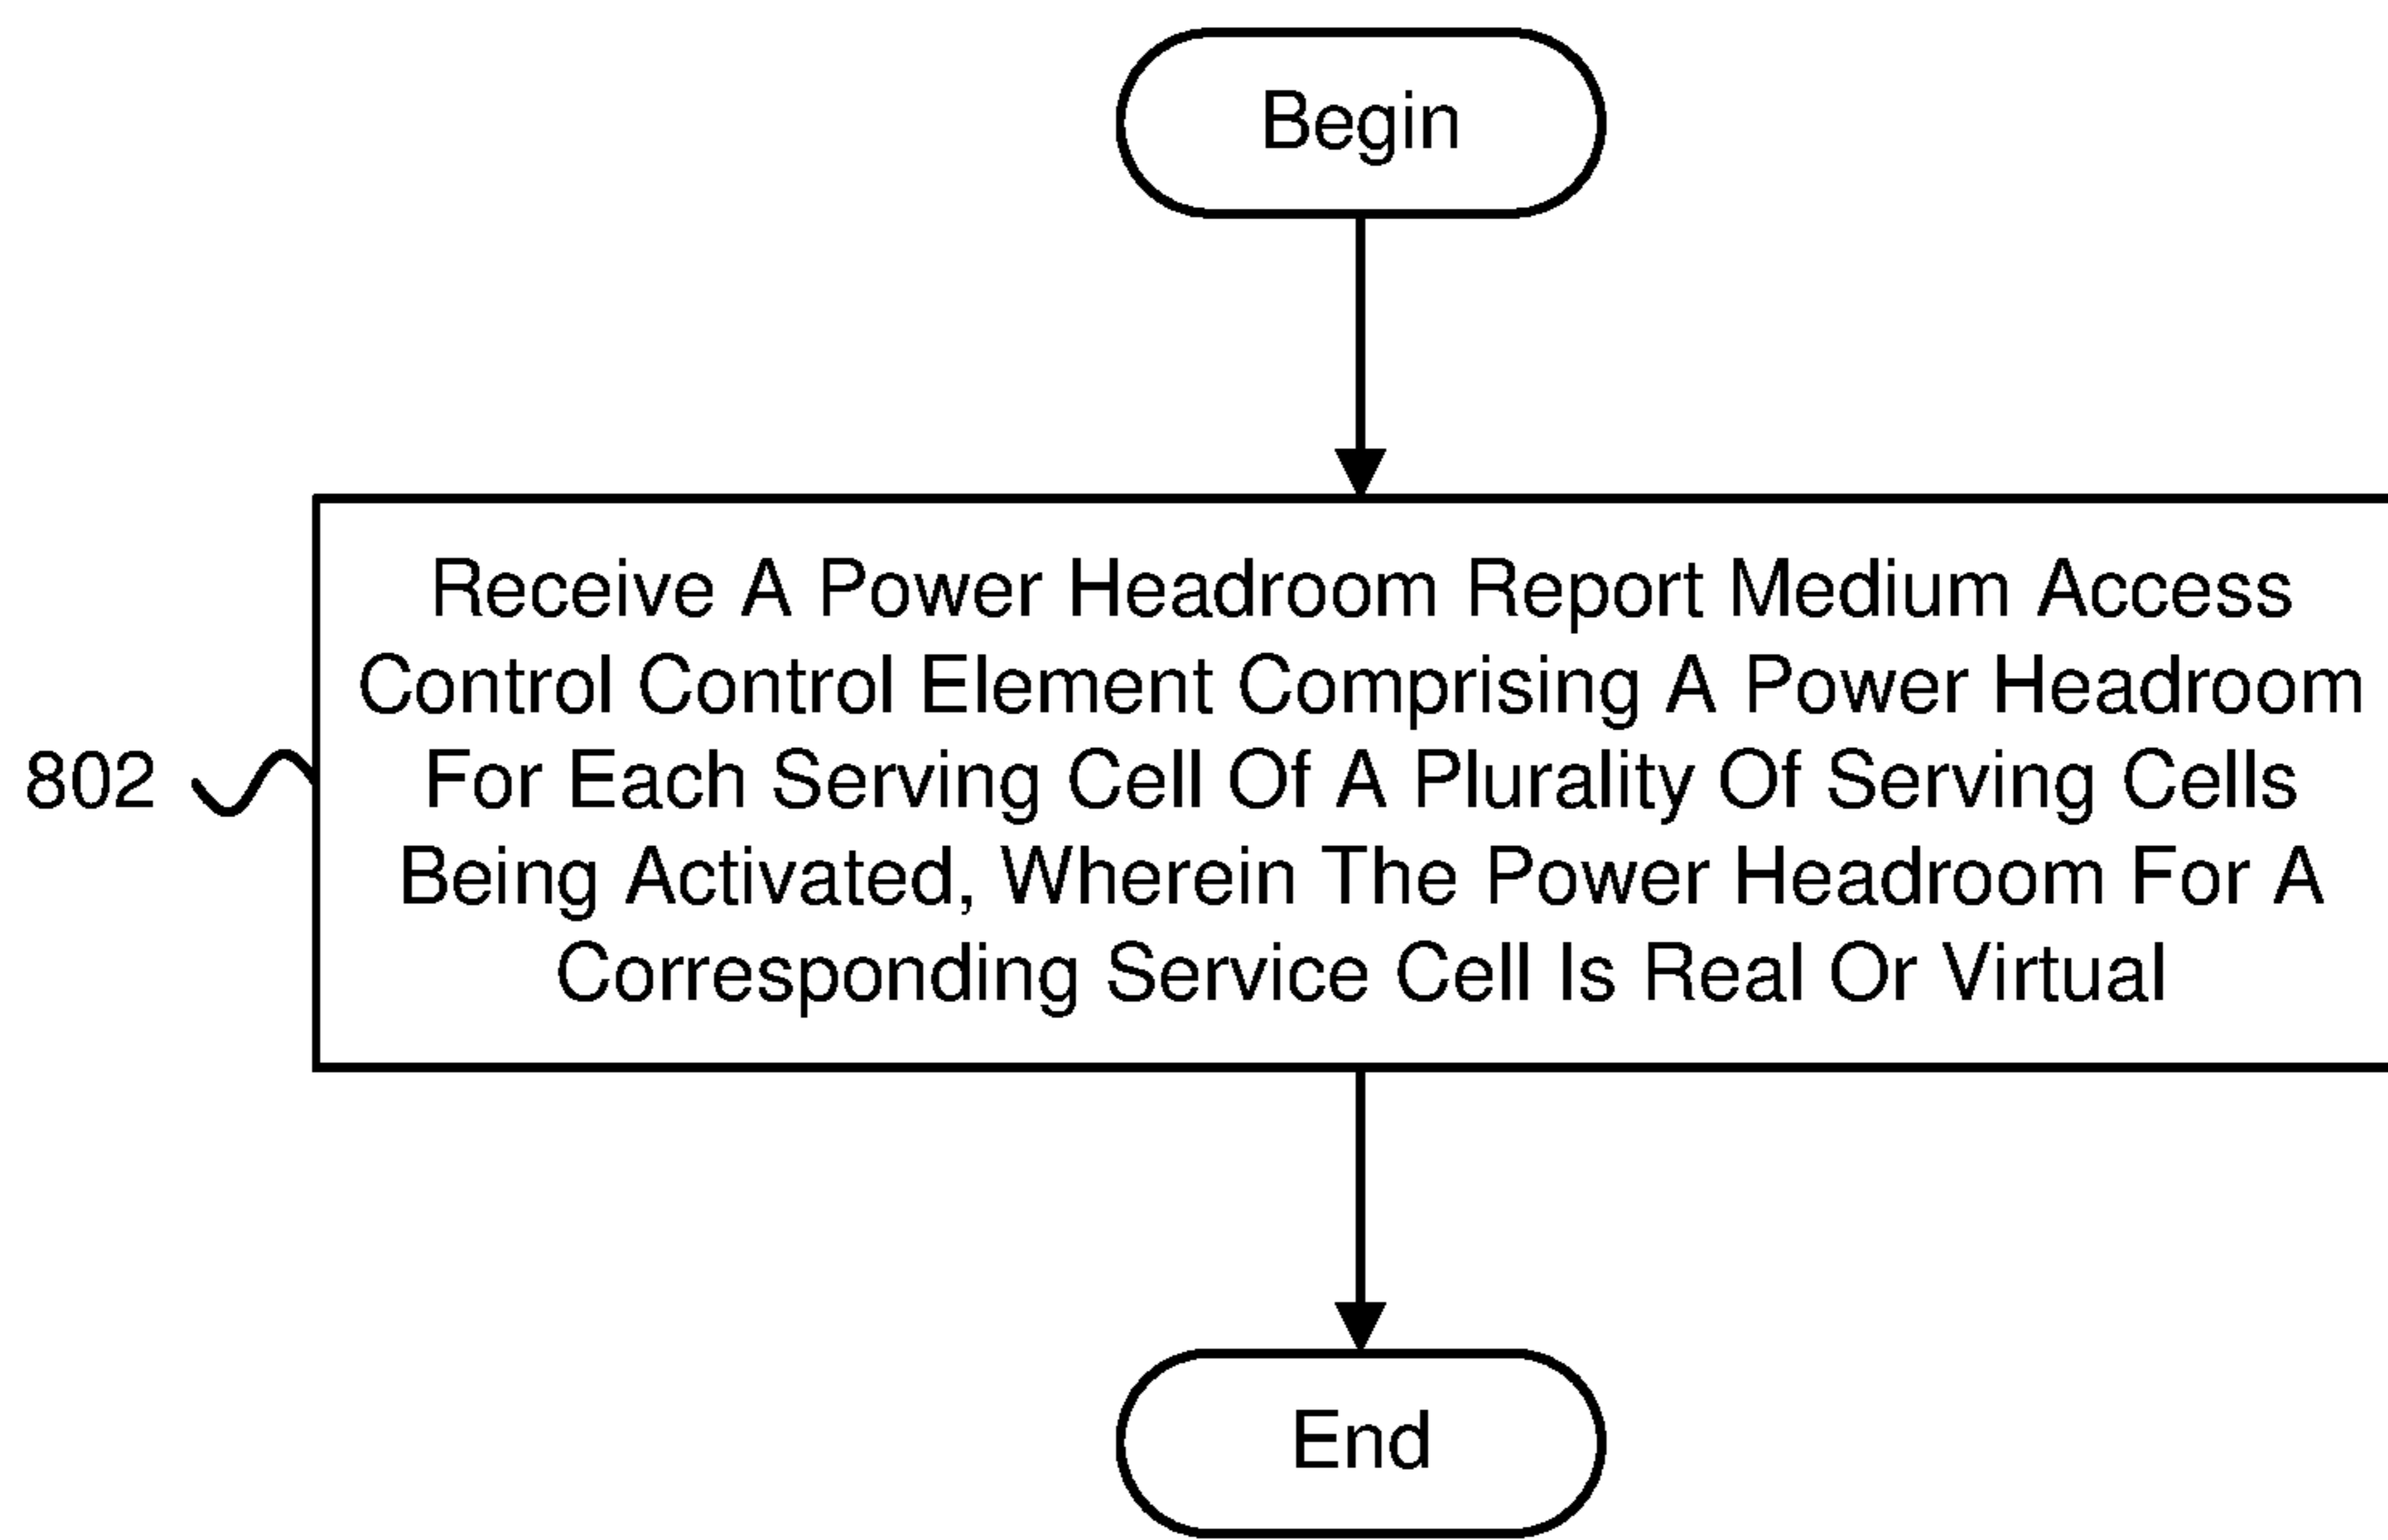 Begin
Receive A Power Headroom Report Medium Access
Control Control Element Comprising A Power Headroom
For Each Serving Cell Of A Plurality Of Serving Cells
Being Activated, Wherein The Power Headroom For A
Corresponding Service Cell Is Real Or Virtual
802
End